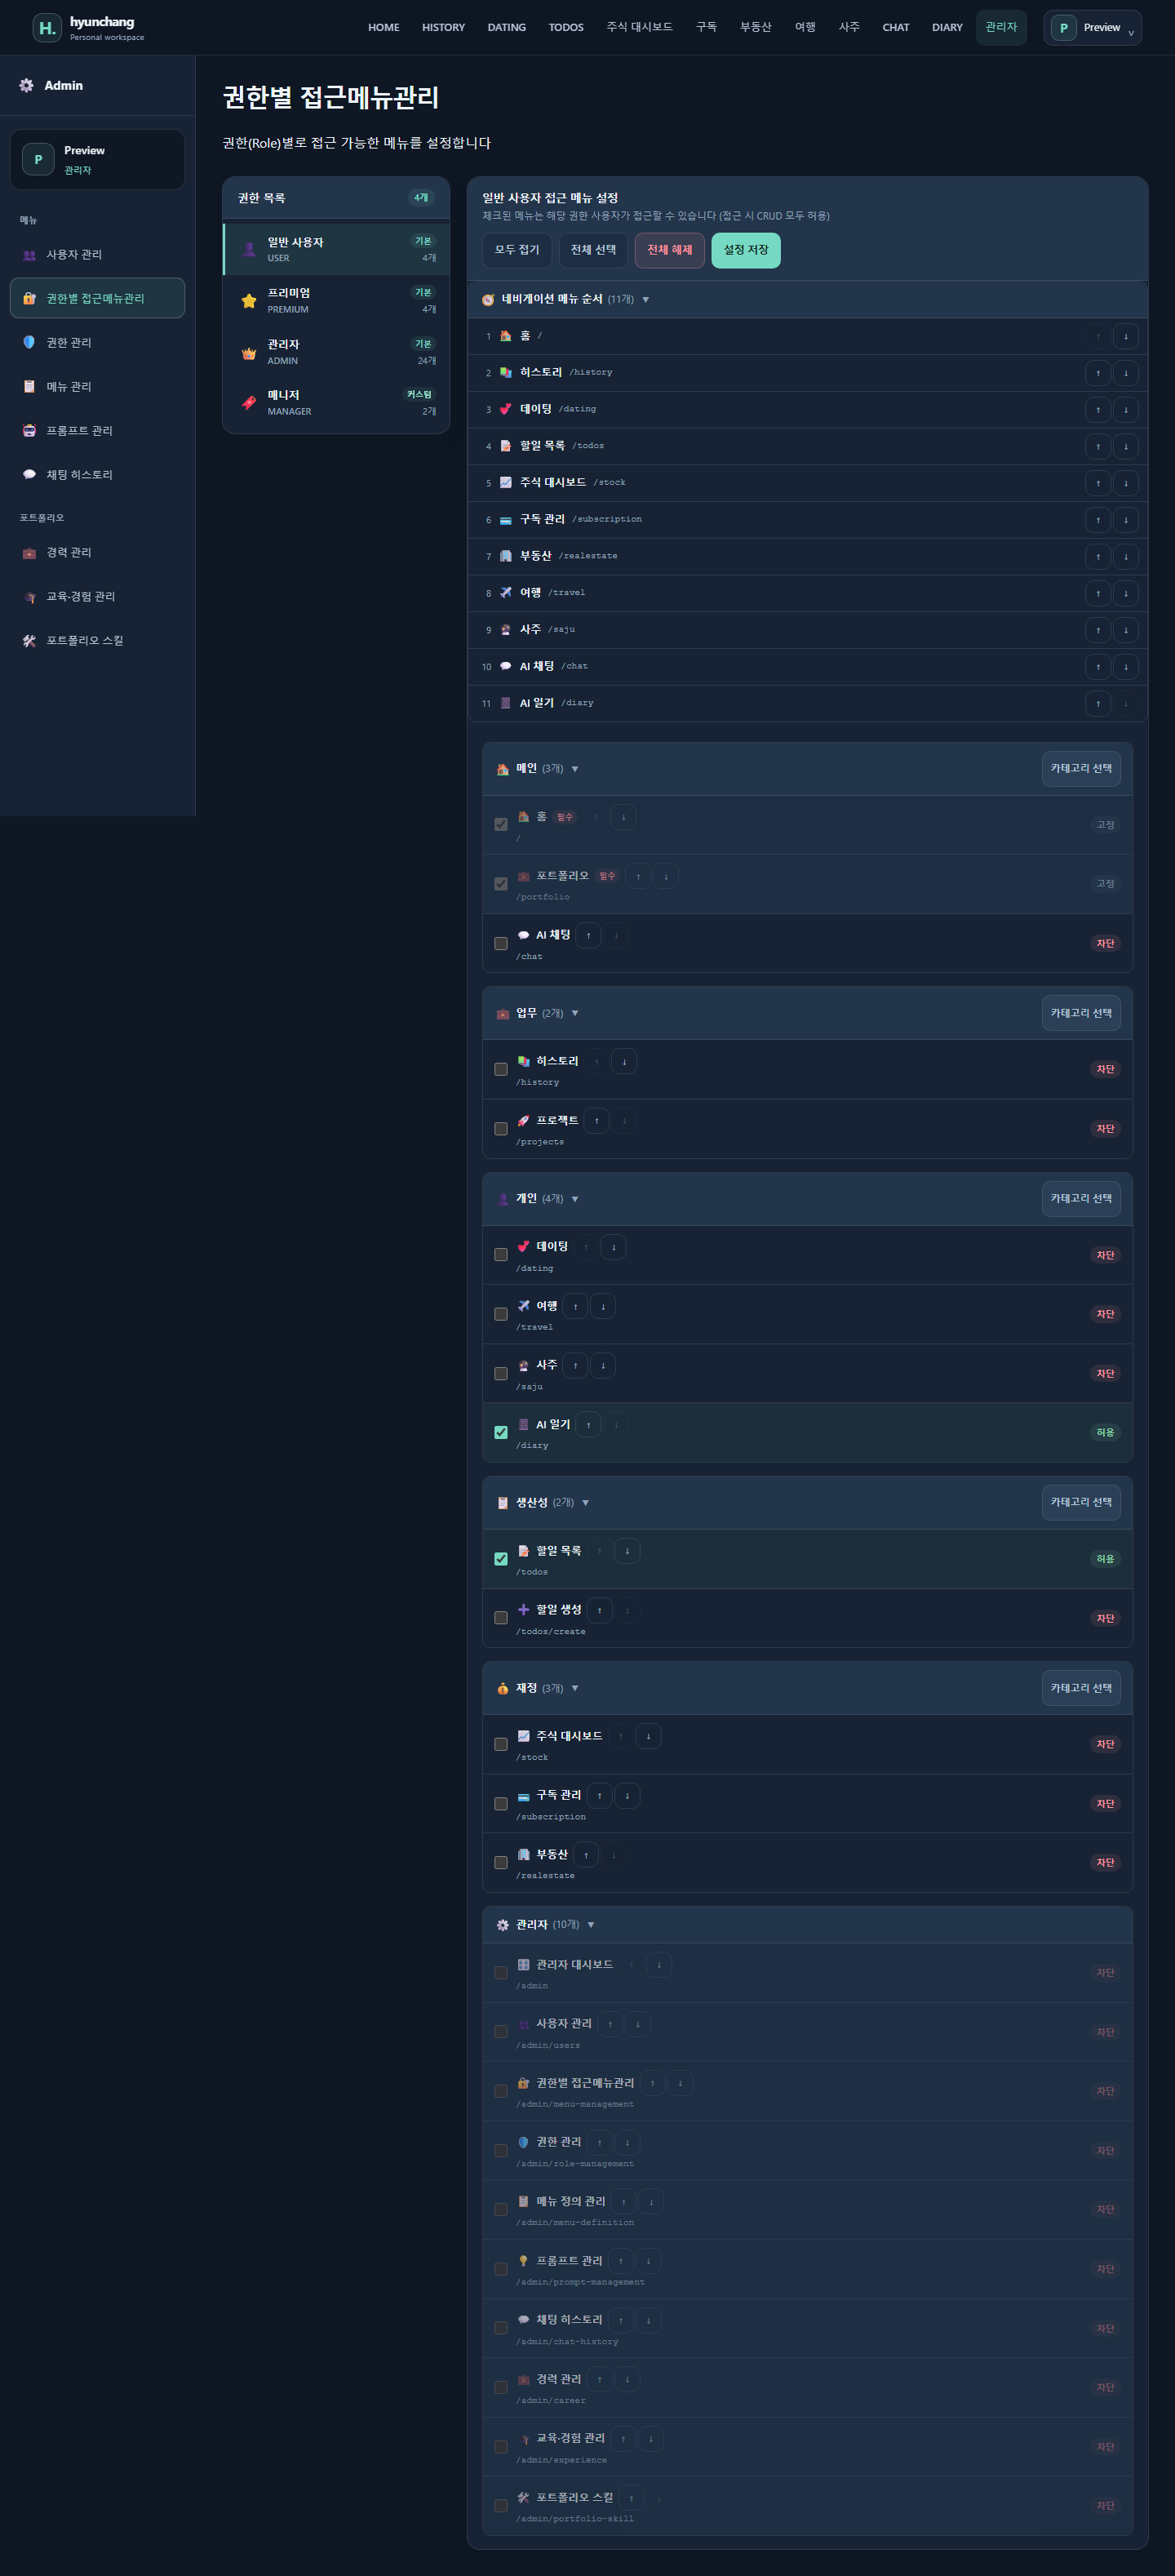 H.
hyunchang
Personal workspace
HOME HISTORY DATING TODOS 주식 대시보드 구독 부동산 여행 사주 CHAT DIARY 관리자 P Preview v
Admin
P
Preview
관리자
메뉴
사용자 관리
권한별 접근메뉴관리
권한 관리
메뉴 관리
프롬프트 관리
채팅 히스토리
포트폴리오
경력 관리
교육·경험 관리
포트폴리오 스킬
권한별 접근메뉴관리
권한(Role)별로 접근 가능한 메뉴를 설정합니다
권한 목록 4개
일반 사용자 기본
USER 4개
프리미엄 기본
PREMIUM 4개
관리자 기본
ADMIN 24개
매니저 커스텀
MANAGER 2개
일반 사용자 접근 메뉴 설정
체크된 메뉴는 해당 권한 사용자가 접근할 수 있습니다 (접근 시 CRUD 모두 허용)
모두 접기 전체 선택 전체 해제 설정 저장
네비게이션 메뉴 순서 (11개) ▼
1 홈 / ↑ ↓
2 히스토리 /history ↑ ↓
3 데이팅 /dating ↑ ↓
4 할일 목록 /todos ↑ ↓
5 주식 대시보드 /stock ↑ ↓
6 구독 관리 /subscription ↑ ↓
7 부동산 /realestate ↑ ↓
8 여행 /travel ↑ ↓
9 사주 /saju ↑ ↓
10 AI 채팅 /chat ↑ ↓
11 AI 일기 /diary ↑ ↓
메인 (3개) ▼ 카테고리 선택
홈 필수 ↑ ↓ 고정
/
포트폴리오 필수 ↑ ↓ 고정
/portfolio
AI 채팅 ↑ ↓ 차단
/chat
업무 (2개) ▼ 카테고리 선택
히스토리 ↑ ↓ 차단
/history
프로젝트 ↑ ↓ 차단
/projects
개인 (4개) ▼ 카테고리 선택
데이팅 ↑ ↓ 차단
/dating
여행 ↑ ↓ 차단
/travel
사주 ↑ ↓ 차단
/saju
AI 일기 ↑ ↓ 허용
/diary
생산성 (2개) ▼ 카테고리 선택
할일 목록 ↑ ↓ 허용
/todos
할일 생성 ↑ ↓ 차단
/todos/create
재정 (3개) ▼ 카테고리 선택
주식 대시보드 ↑ ↓ 차단
/stock
구독 관리 ↑ ↓ 차단
/subscription
부동산 ↑ ↓ 차단
/realestate
관리자 (10개) ▼
관리자 대시보드 ↑ ↓ 차단
/admin
사용자 관리 ↑ ↓ 차단
/admin/users
권한별 접근메뉴관리 ↑ ↓ 차단
/admin/menu-management
권한 관리 ↑ ↓ 차단
/admin/role-management
메뉴 정의 관리 ↑ ↓ 차단
/admin/menu-definition
프롬프트 관리 ↑ ↓ 차단
/admin/prompt-management
채팅 히스토리 ↑ ↓ 차단
/admin/chat-history
경력 관리 ↑ ↓ 차단
/admin/career
교육·경험 관리 ↑ ↓ 차단
/admin/experience
포트폴리오 스킬 ↑ ↓ 차단
/admin/portfolio-skill